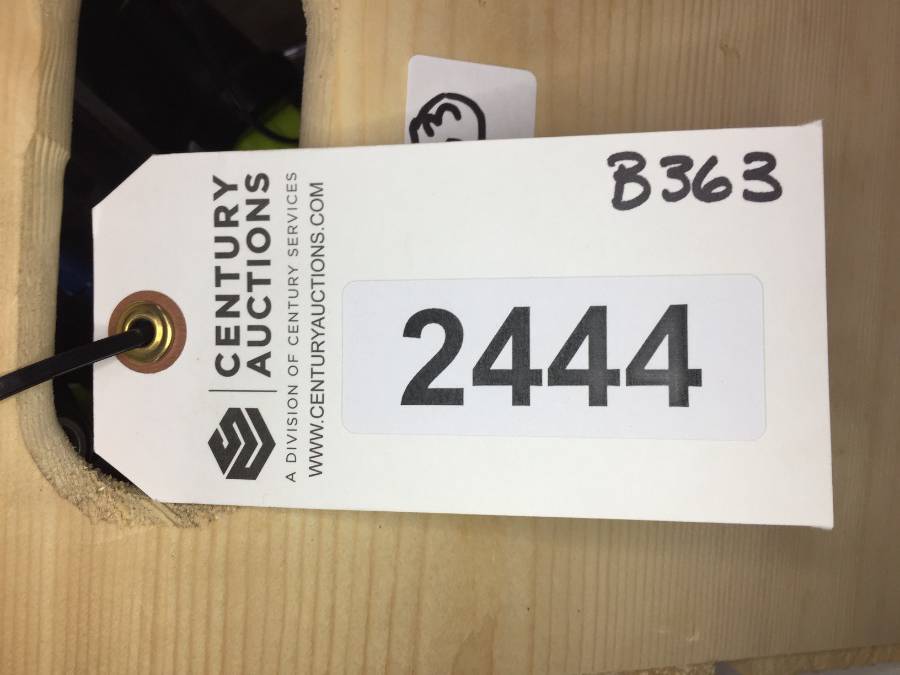 B363
2444
CENTURY
AUCTIONS
A DIVISION OF CENTURY SERVICES
WWW.CENTURYAUCTIONS.COM